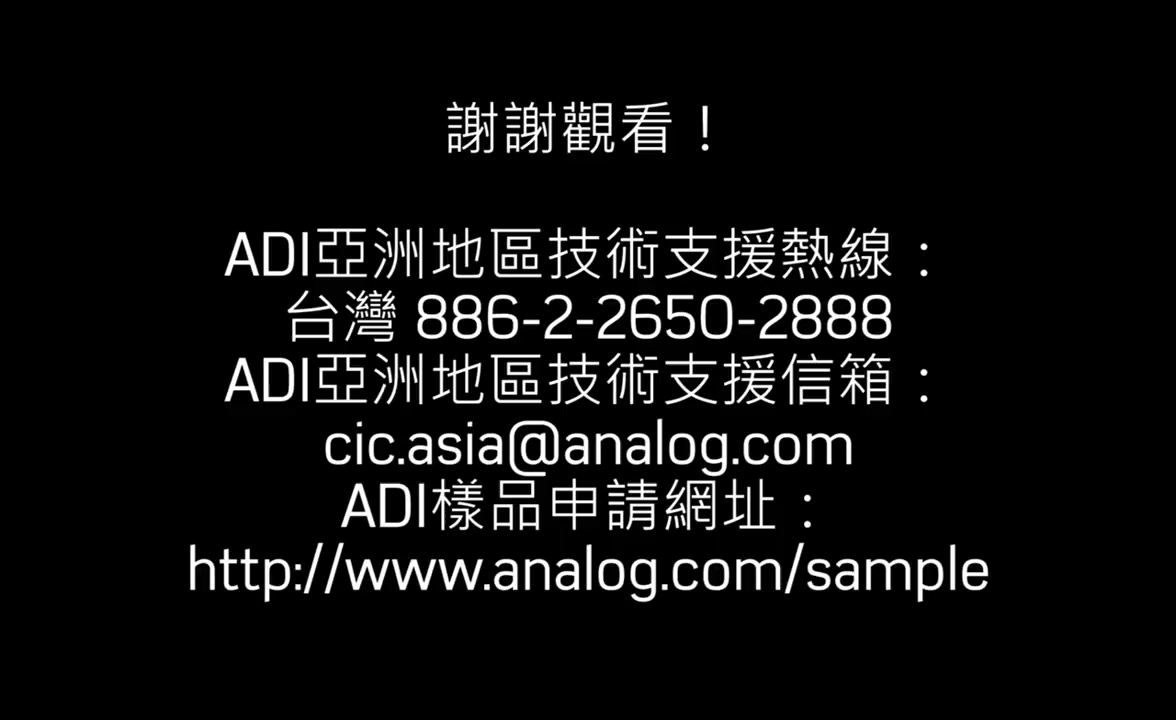 謝謝觀看！
ADI亞洲地區技術支援熱線：
台灣 886-2-2650-2888
ADI亞洲地區技術支援信箱：
cic.asia@analog.com
ADI樣品申請網址：
http://www.analog.com/sample